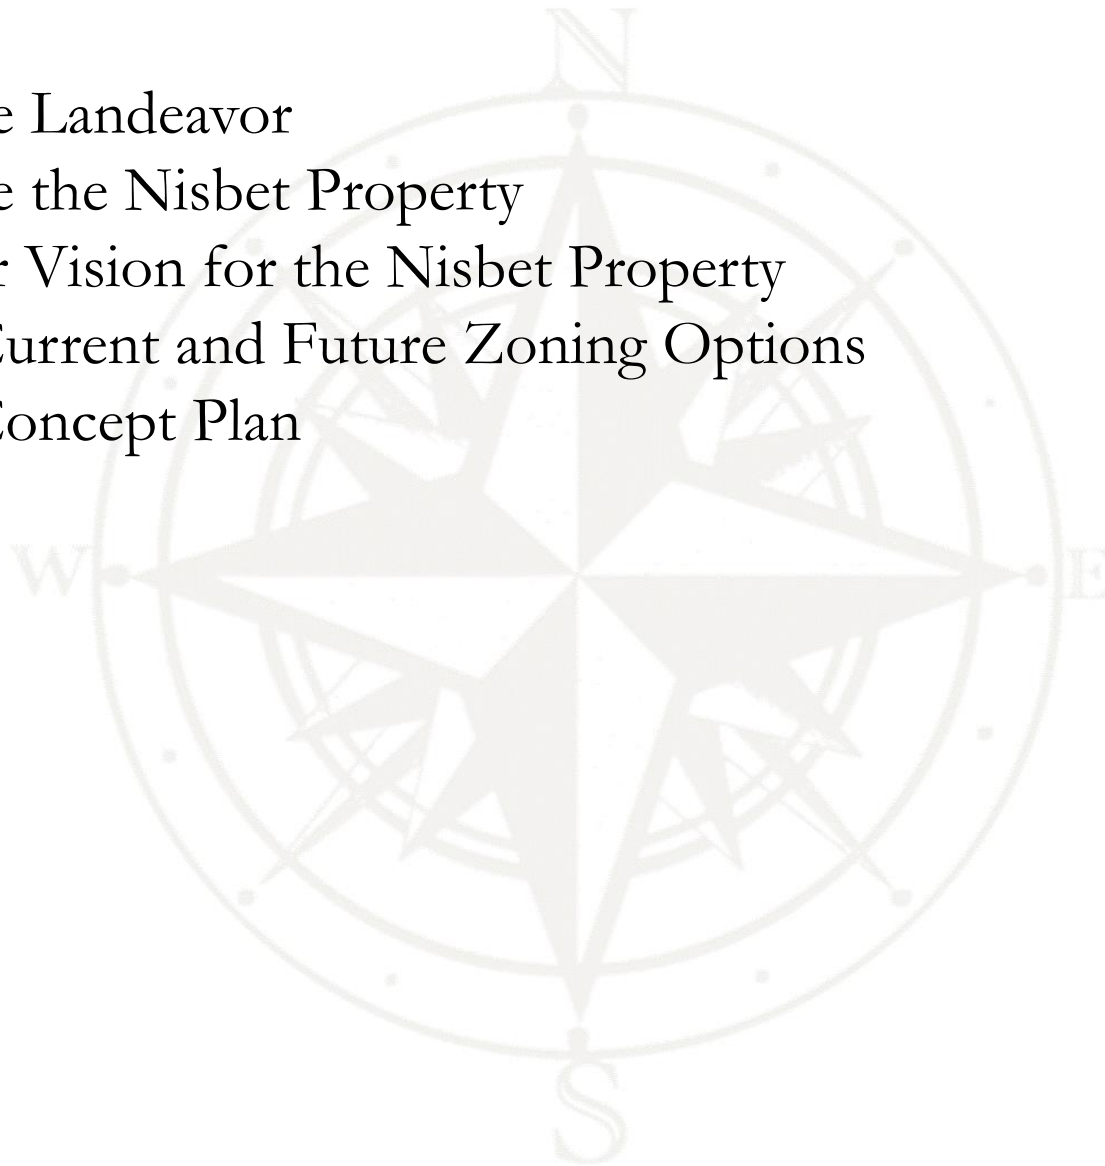 N
e Landeavor
e the Nisbet Property
r Vision for the Nisbet Property
Current and Future Zoning Options
Concept Plan
W E
S